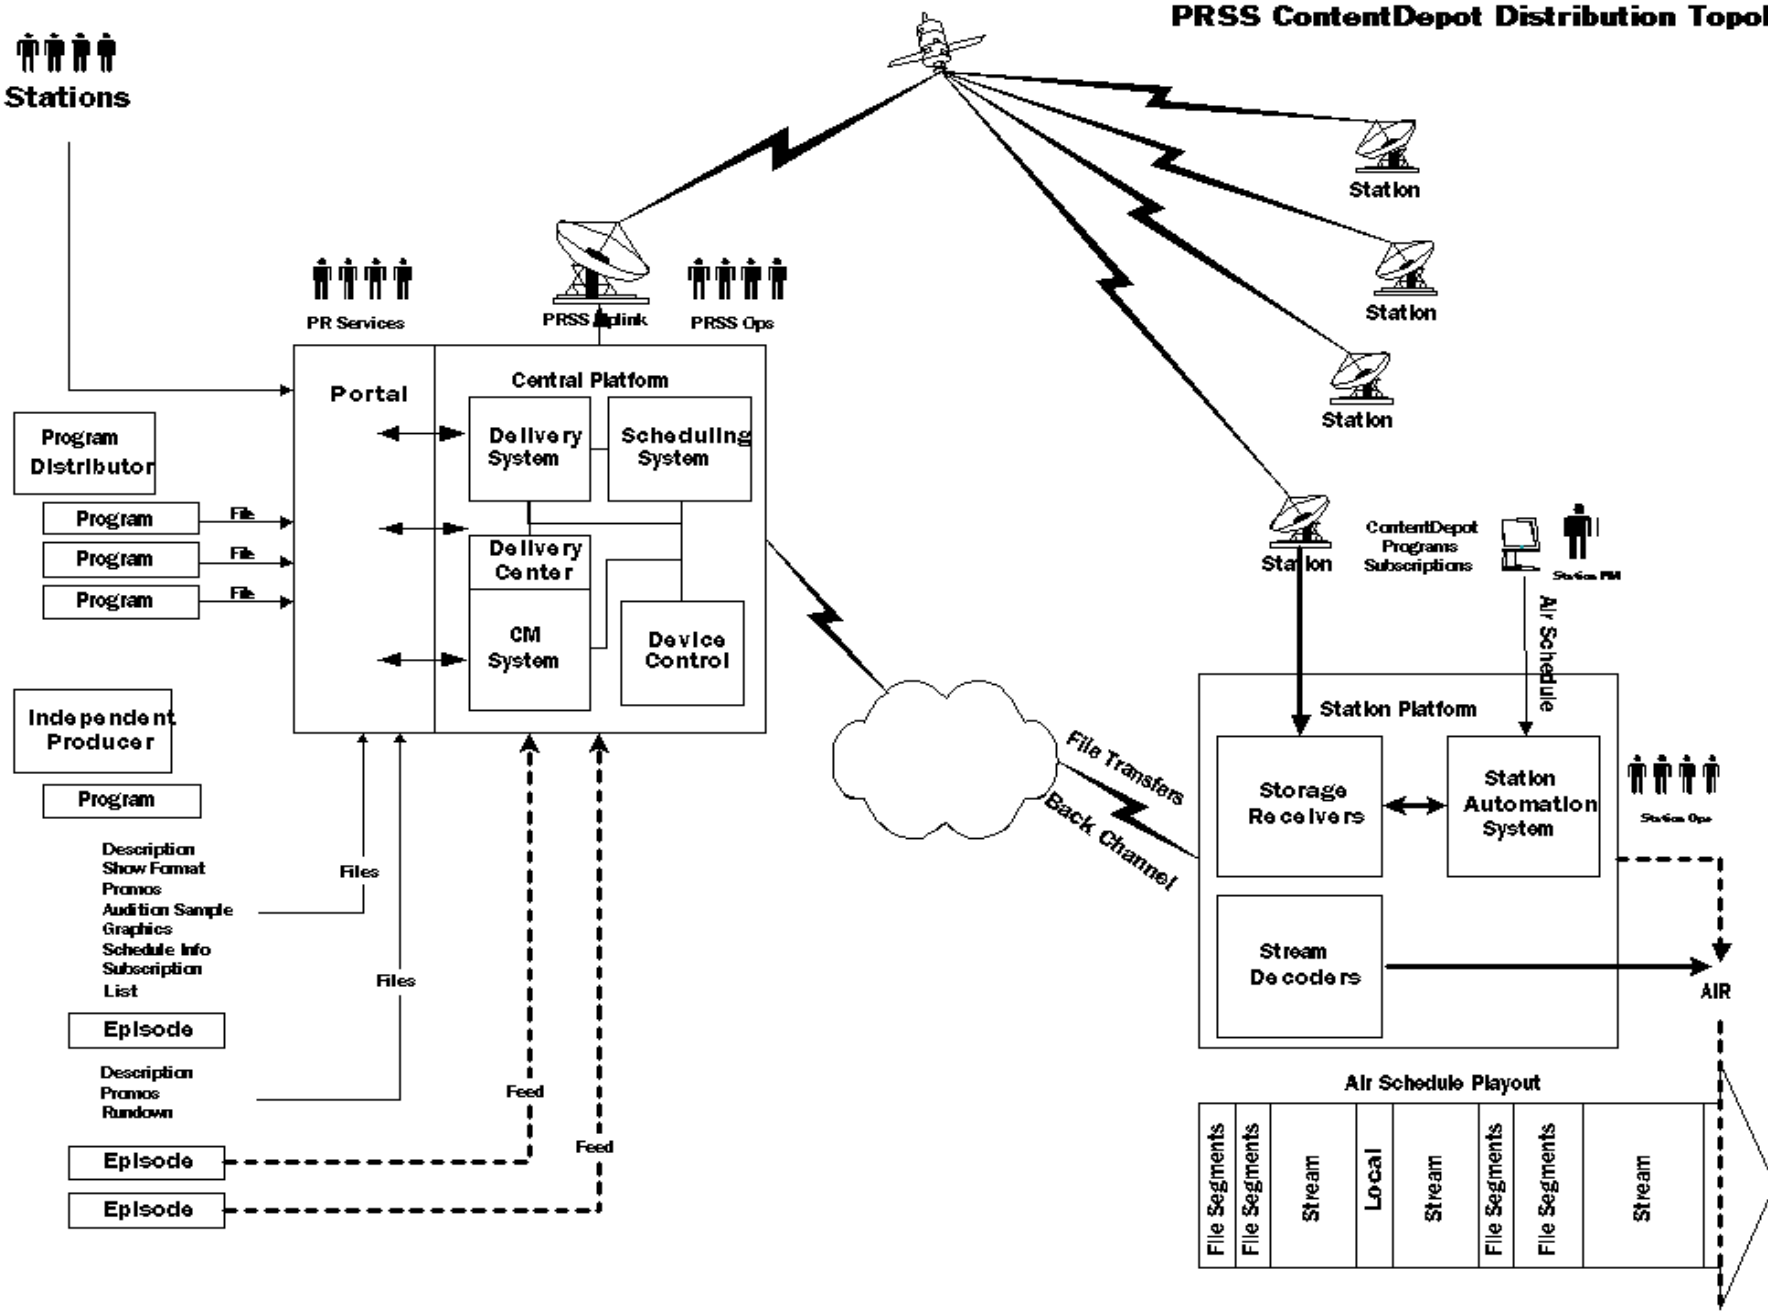 PRSS ContentDepot Distribution Topol
Stations
Station
Station
Station
PR Services
PRSS Uplink
PRSS Ops
Portal
Central Platform
Delivery
System
Scheduling
System
Delivery
Center
CM
System
Device
Control
Program
Distributor
Program
File
Program
File
Program
File
Independent
Producer
Program
Description
Show Format
Promos
Audition Sample
Graphics
Schedule Info
Subscription
List
Files
Files
Episode
Description
Promos
Rundown
Episode
Episode
Feed
Feed
Station
ContentDepot
Programs
Subscriptions
Station PM
Air Schedule
File Transfers
Back Channel
Station Platform
Storage
Receivers
Station
Automation
System
Station Ops
Stream
Decoders
AIR
Air Schedule Playout
File Segments
File Segments
Stream
Local
Stream
File Segments
File Segments
Stream